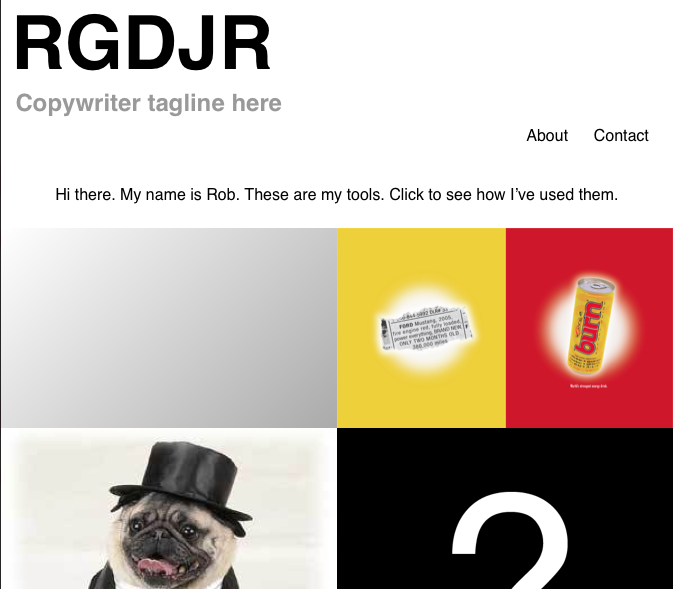 RGDJR
Copywriter tagline here
About Contact
Hi there. My name is Rob. These are my tools. Click to see how I’ve used them.
FORD Mustang, 2005,
fire engine red, fully loaded,
power everything, BRAND NEW
ONLY TWO MONTHS OLD
burn
?